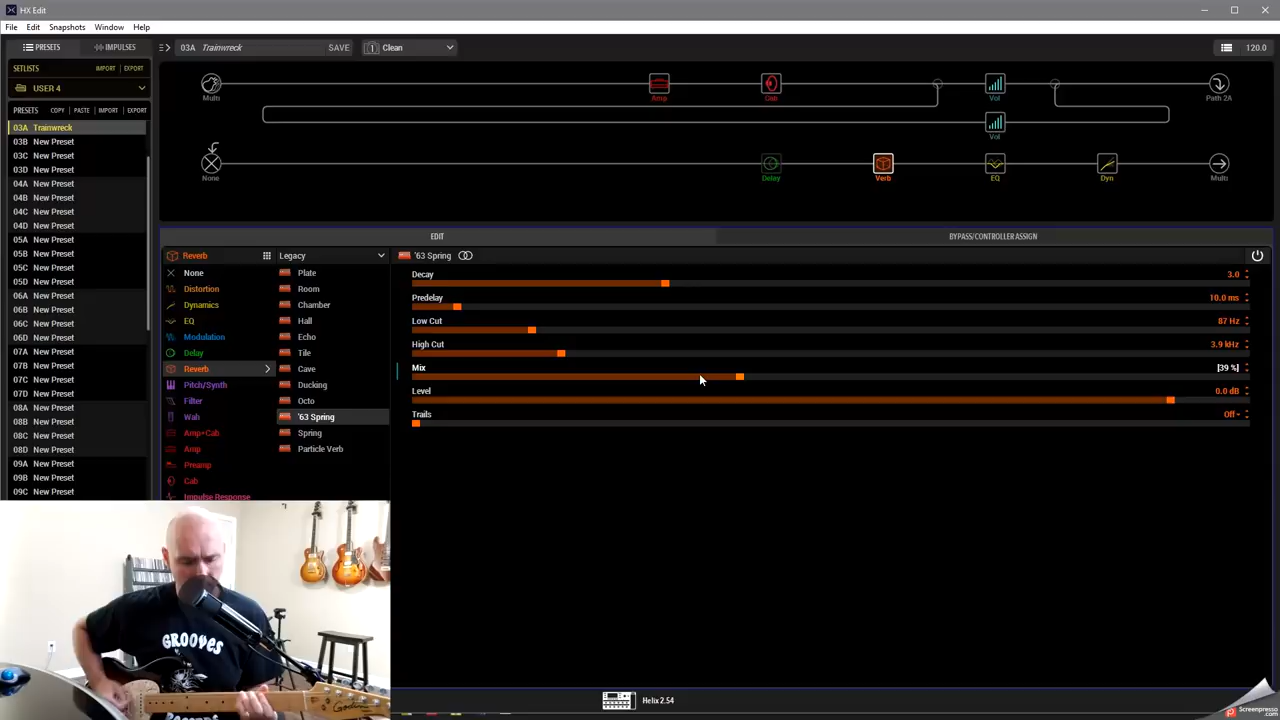 HX Edit
File Edit Snapshots Window Help
PRESETS IMPULSES
03A Trainwreck SAVE 1 Clean 120.0
SETLISTS IMPORT EXPORT
USER 4
PRESETS COPY PASTE IMPORT EXPORT
03A Trainwreck
03B New Preset
03C New Preset
03D New Preset
04A New Preset
04B New Preset
04C New Preset
04D New Preset
05A New Preset
05B New Preset
05C New Preset
05D New Preset
06A New Preset
06B New Preset
06C New Preset
06D New Preset
07A New Preset
07B New Preset
07C New Preset
07D New Preset
08A New Preset
08B New Preset
08C New Preset
08D New Preset
09A New Preset
09B New Preset
09C New Preset
Multi Amp Cab Vol Path 2A
Vol
None Delay Verb EQ Dyn Multi
EDIT BYPASS/CONTROLLER ASSIGN
Reverb Legacy '63 Spring
None
Distortion
Dynamics
EQ
Modulation
Delay
Reverb
Pitch/Synth
Filter
Wah
Amp+Cab
Amp
Preamp
Cab
Impulse Response
Plate
Room
Chamber
Hall
Echo
Tile
Cave
Ducking
Octo
'63 Spring
Spring
Particle Verb
Decay 3.0
Predelay 10.0 ms
Low Cut 87 Hz
High Cut 3.9 kHz
Mix [39 %]
Level 0.0 dB
Trails Off
GROOVES
Godin
Helix 2.54
Screenpresso
.com